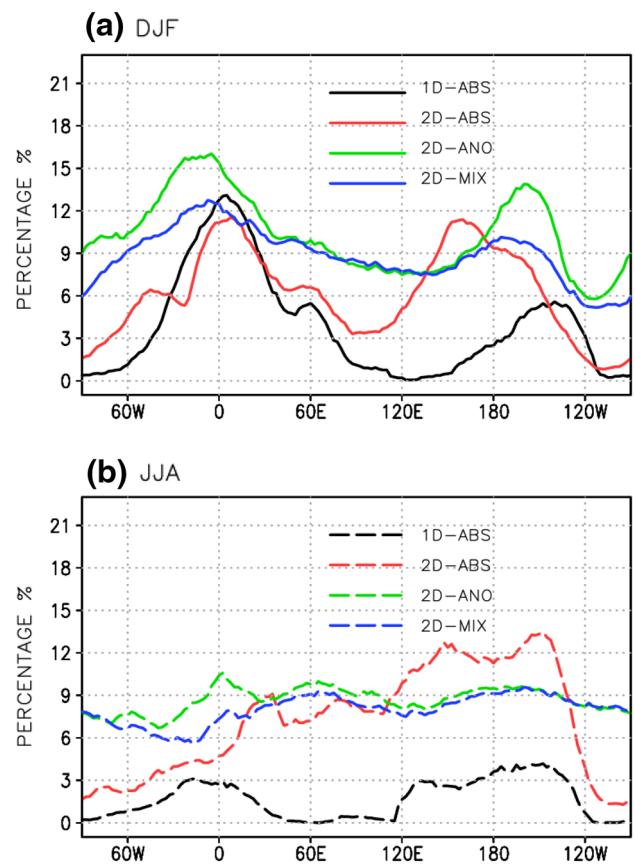 (a) DJF
PERCENTAGE %
21
18
15
12
9
6
3
0
1D-ABS
2D-ABS
2D-ANO
2D-MIX
60W 0 60E 120E 180 120W
(b) JJA
PERCENTAGE %
21
18
15
12
9
6
3
0
1D-ABS
2D-ABS
2D-ANO
2D-MIX
60W 0 60E 120E 180 120W